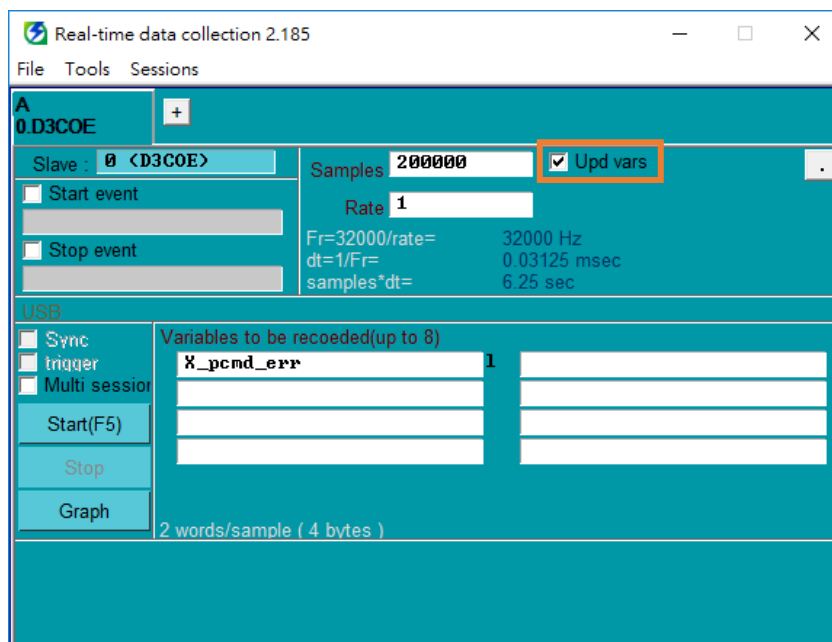 Real-time data collection 2.185
File Tools Sessions
A
0.D3COE
+
Slave : 0 (D3COE)
Start event
Stop event
Samples 200000
Upd vars
.
Rate 1
Fr=32000/rate= 32000 Hz
dt=1/Fr= 0.03125 msec
samples*dt= 6.25 sec
USB
Sync
trigger
Multi session
Start(F5)
Stop
Graph
Variables to be recoeded(up to 8)
X_pcmd_err 1
2 words/sample ( 4 bytes )